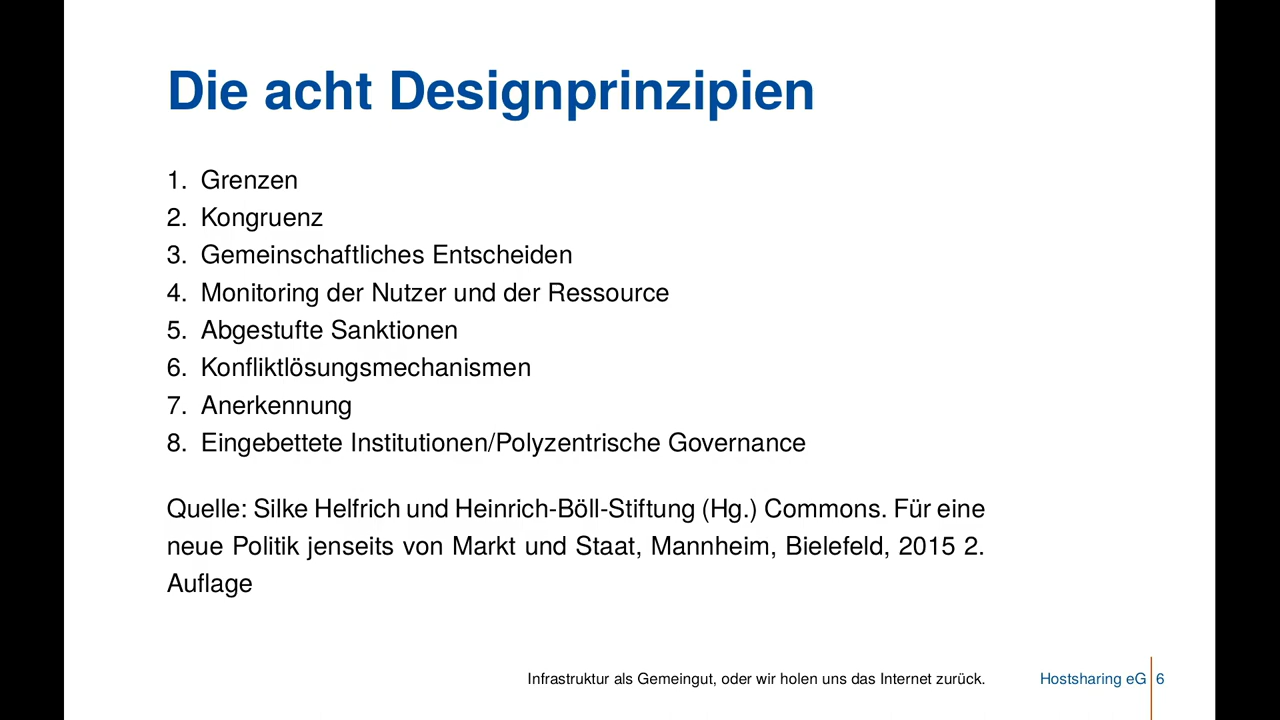 Die acht Designprinzipien
1. Grenzen
2. Kongruenz
3. Gemeinschaftliches Entscheiden
4. Monitoring der Nutzer und der Ressource
5. Abgestufte Sanktionen
6. Konfliktlösungsmechanismen
7. Anerkennung
8. Eingebettete Institutionen/Polyzentrische Governance
Quelle: Silke Helfrich und Heinrich-Böll-Stiftung (Hg.) Commons. Für eine
neue Politik jenseits von Markt und Staat, Mannheim, Bielefeld, 2015 2.
Auflage
Infrastruktur als Gemeingut, oder wir holen uns das Internet zurück.
Hostsharing eG 6